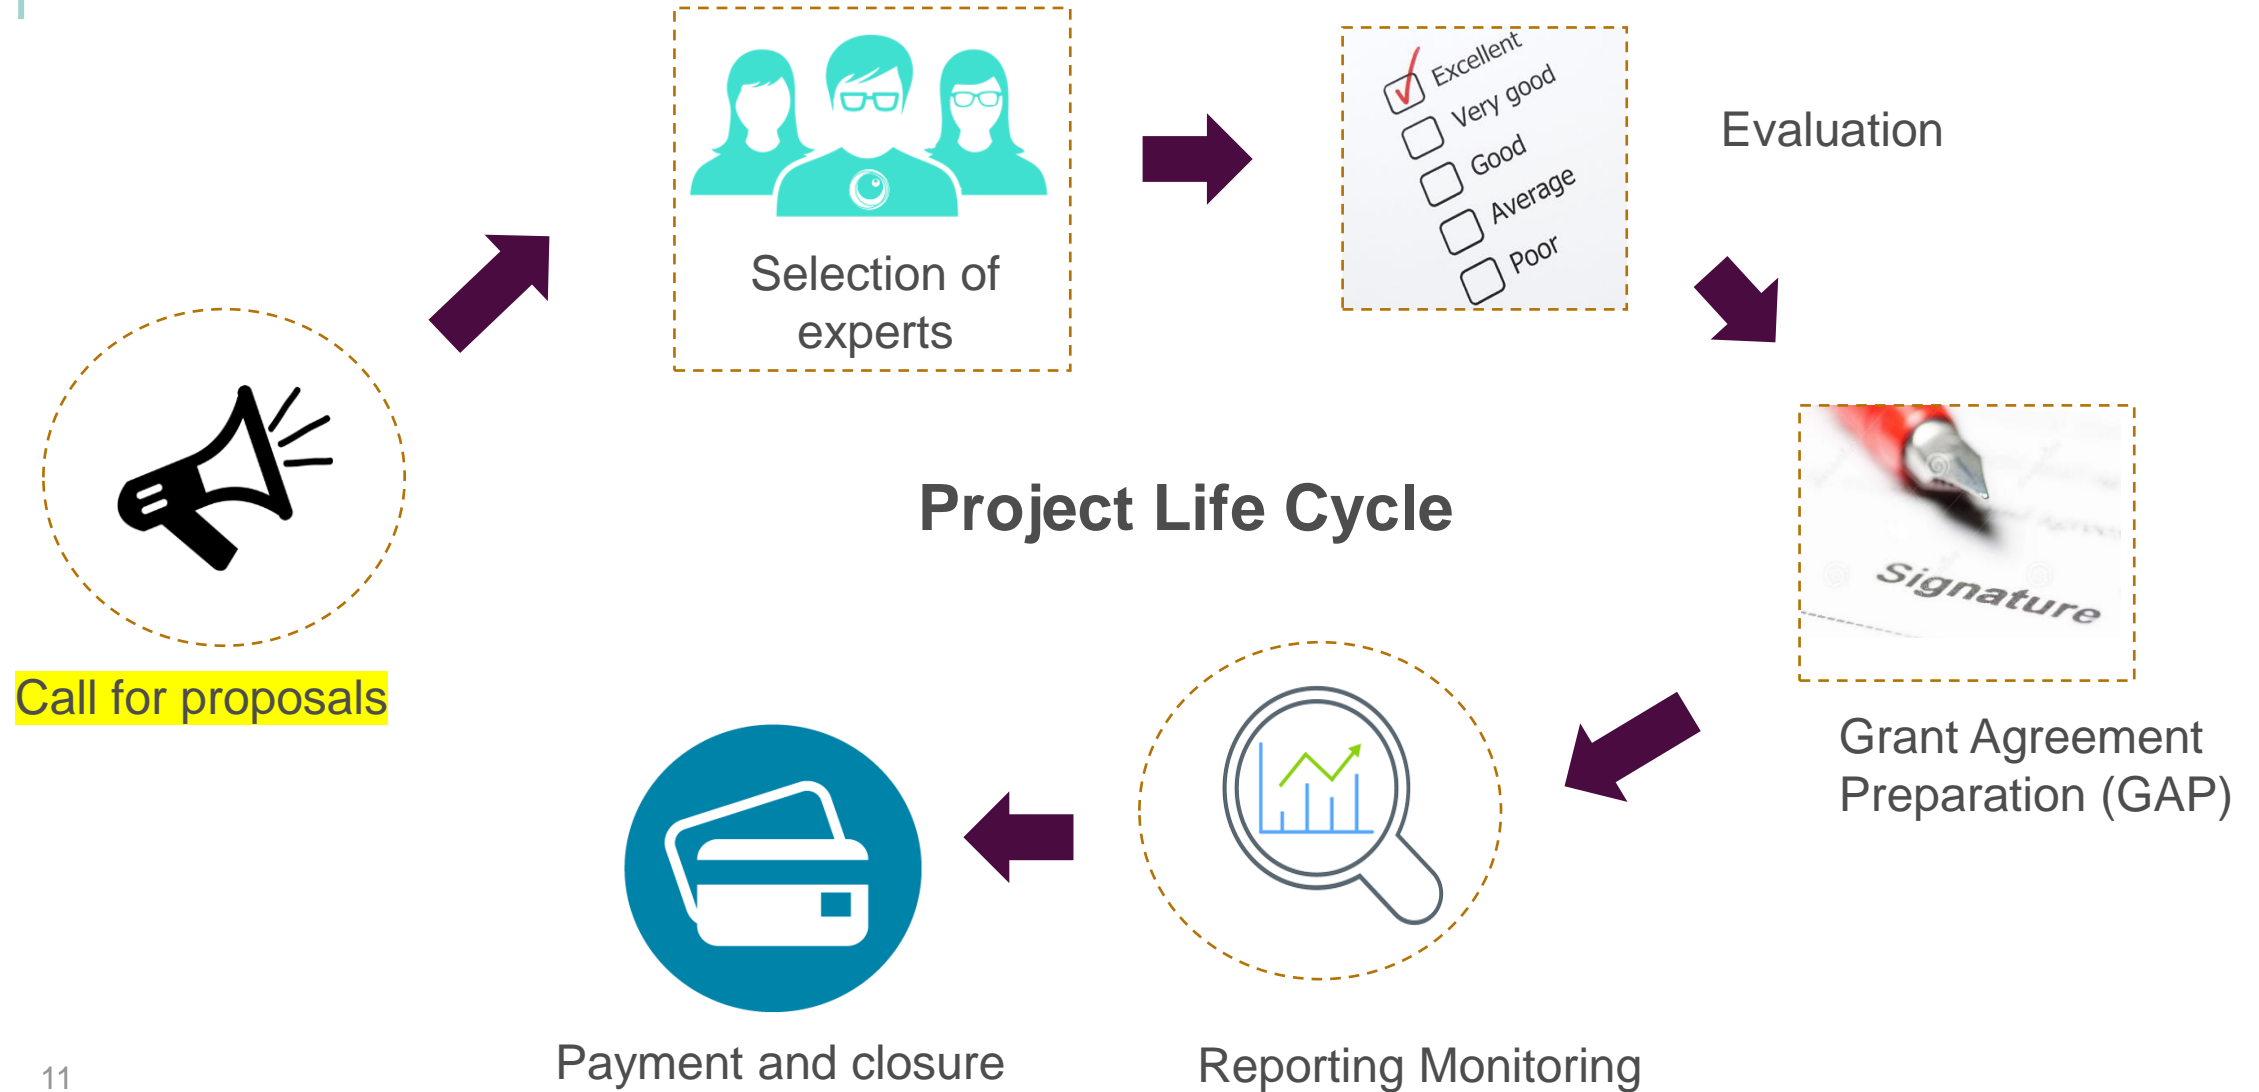 Selection of
experts
Excellent
Very good
Good
Average
Poor
Evaluation
Project Life Cycle
Signature
Call for proposals
Grant Agreement
Preparation (GAP)
Payment and closure
Reporting Monitoring
11